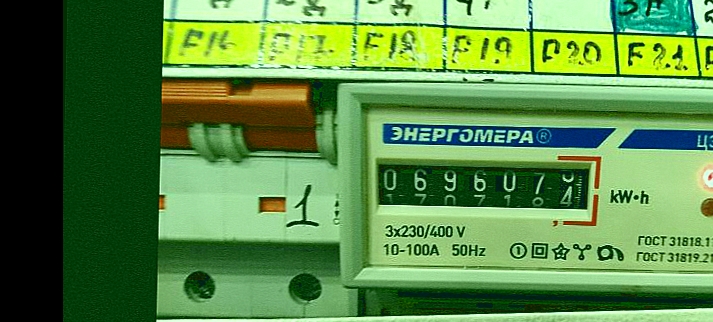 F16 F17 F18 F19 F20 F21
ЭНЕРГОМЕРА®
069607
kW•h
1
3x230/400 V
10-100A 50Hz
ГОСТ 31818.11
ГОСТ 31819.21